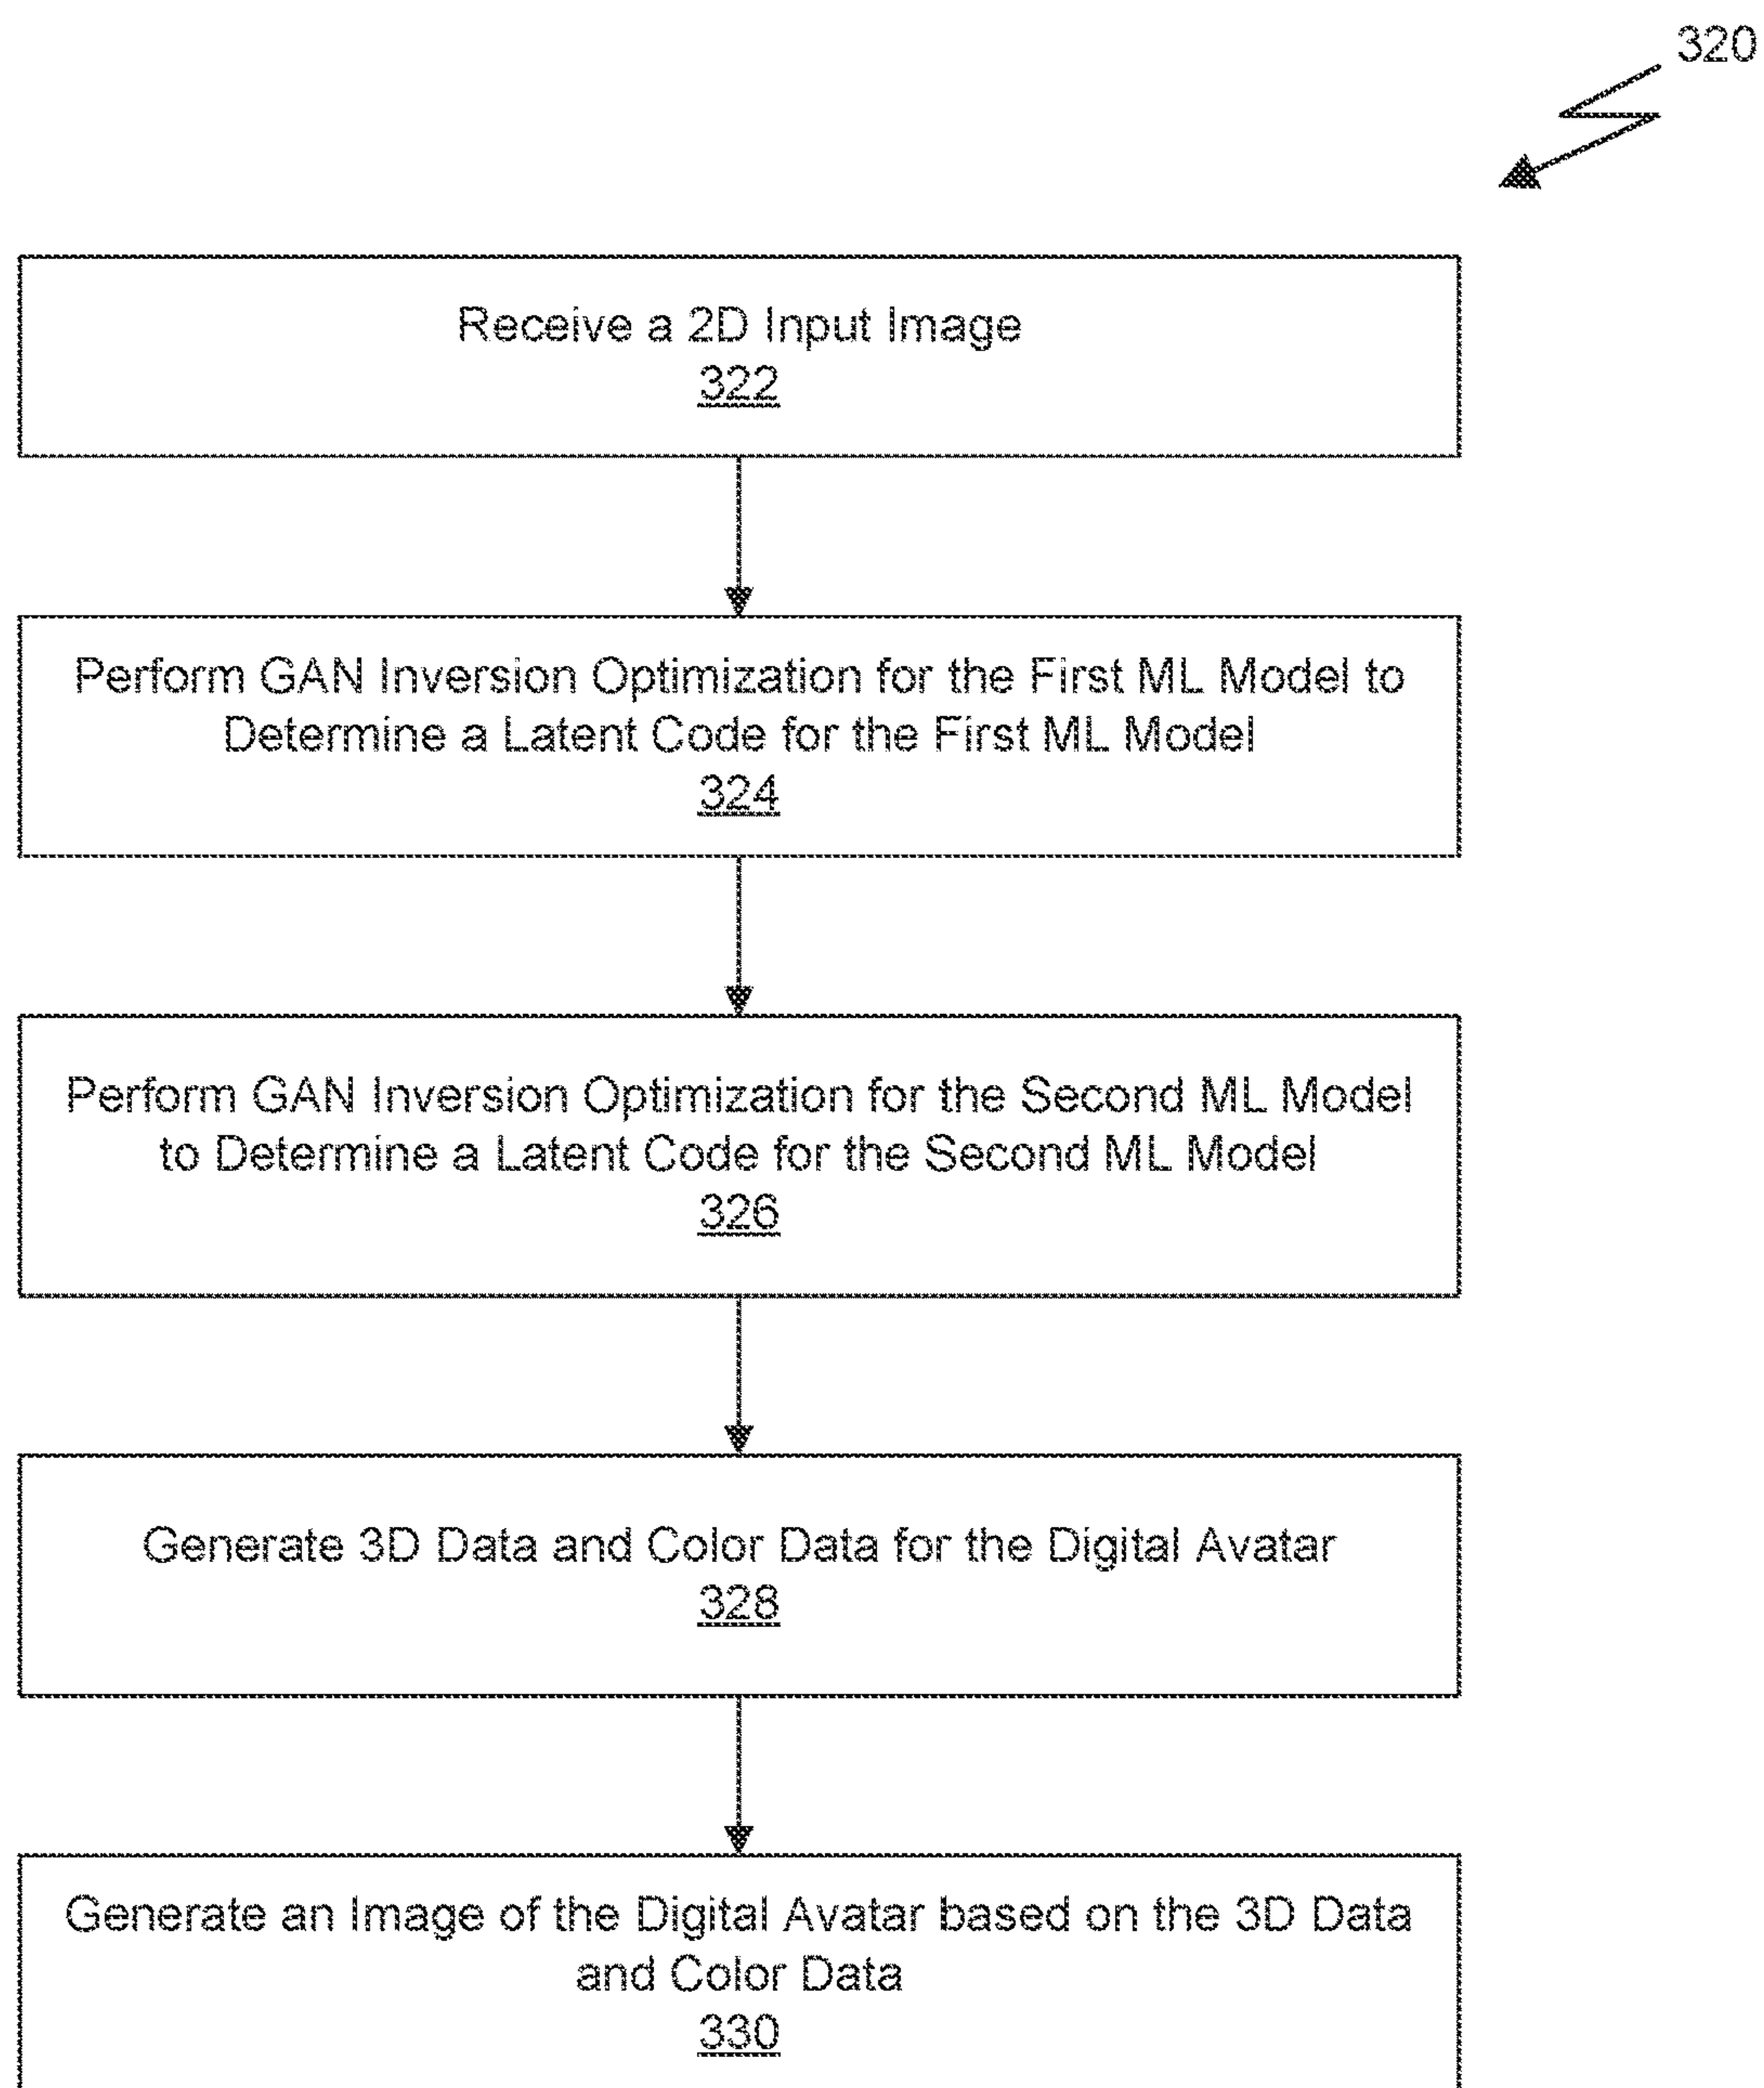 320
Receive a 2D Input Image
322
Perform GAN Inversion Optimization for the First ML Model to
Determine a Latent Code for the First ML Model
324
Perform GAN Inversion Optimization for the Second ML Model
to Determine a Latent Code for the Second ML Model
326
Generate 3D Data and Color Data for the Digital Avatar
328
Generate an Image of the Digital Avatar based on the 3D Data
and Color Data
330